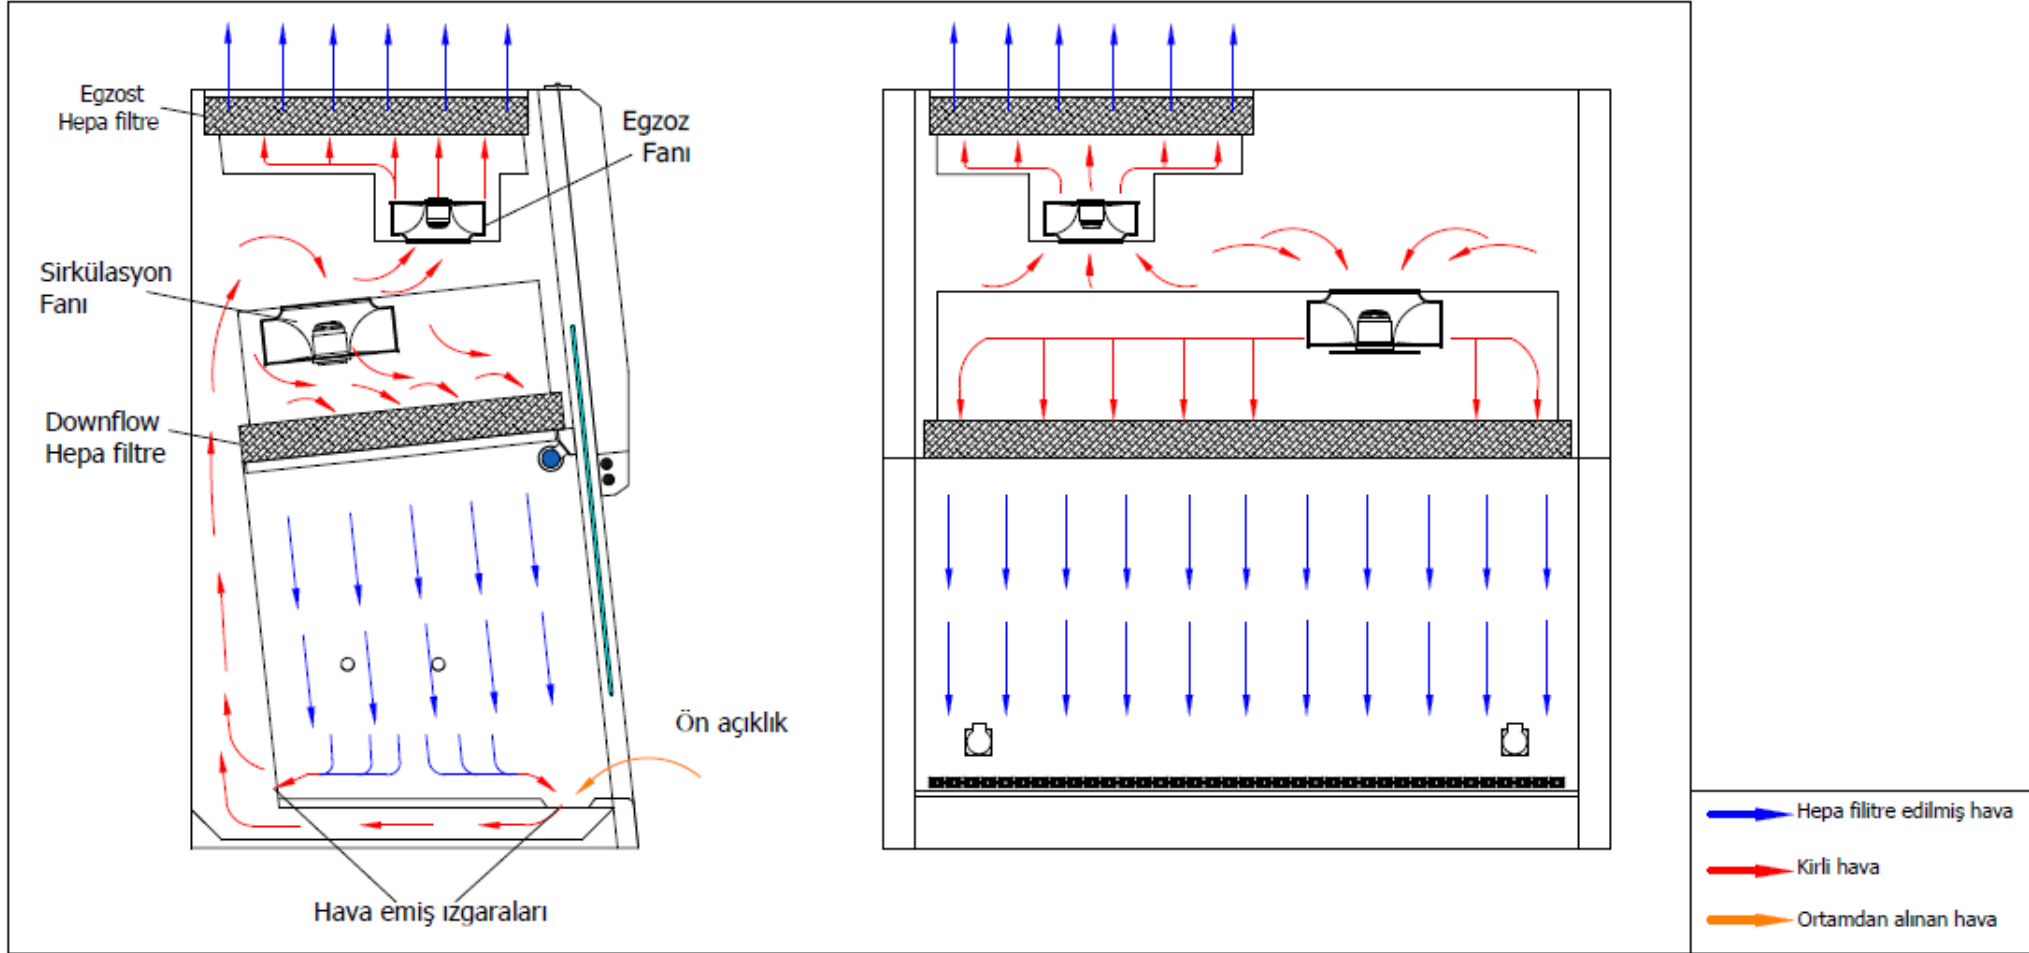 Egzost
Hepa filtre
Egzoz
Fanı
Sirkülasyon
Fanı
Downflow
Hepa filtre
Ön açıklık
Hava emiş ızgaraları
Hepa filitre edilmiş hava
Kirli hava
Ortamdan alınan hava